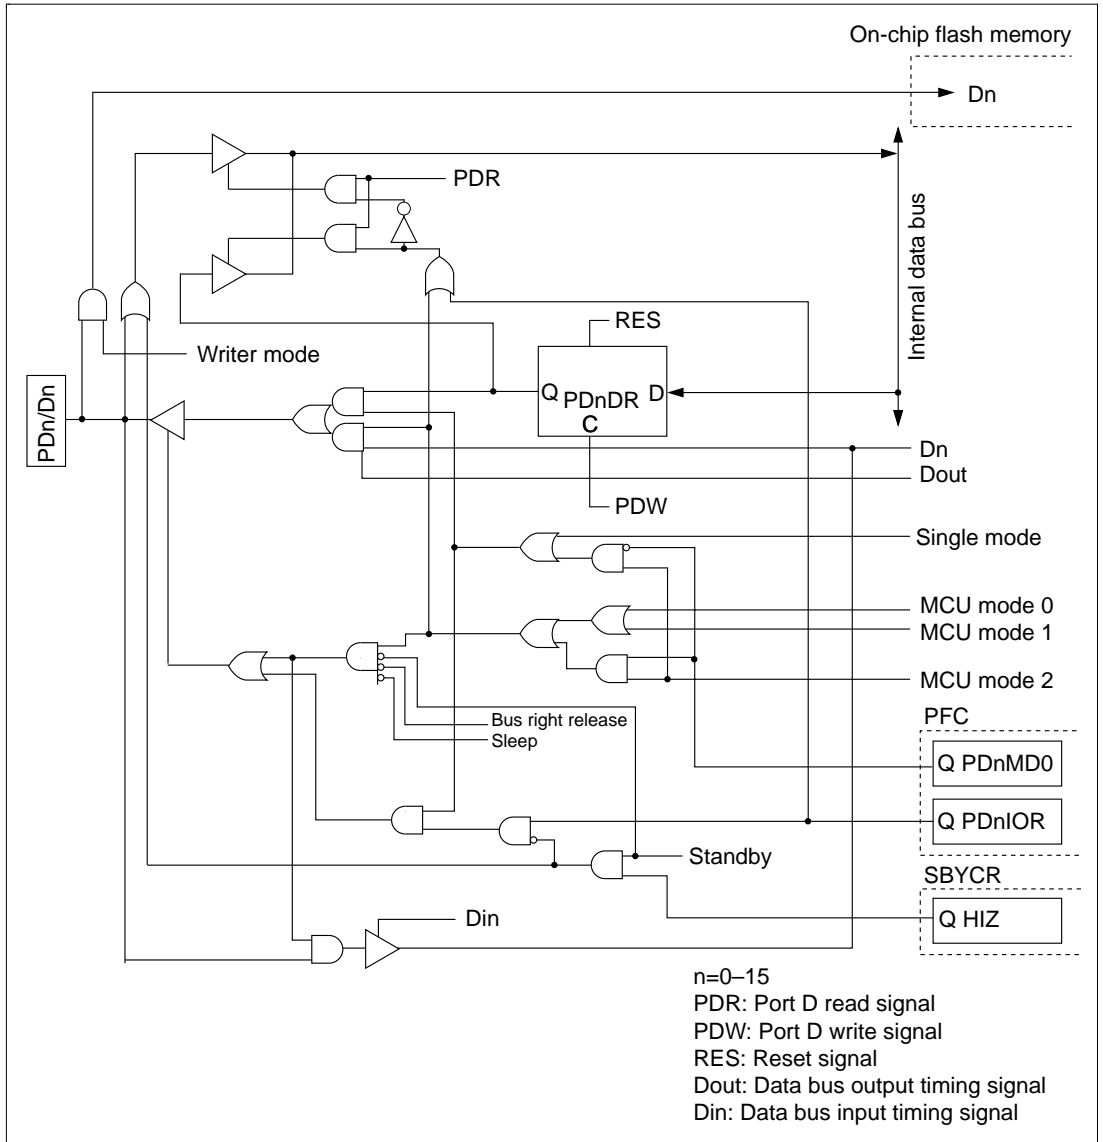 On-chip flash memory
Dn
PDR
Internal data bus
RES
Writer mode
PDn/Dn
Q PDnDR D
C
Dn
Dout
PDW
Single mode
MCU mode 0
MCU mode 1
MCU mode 2
Bus right release
Sleep
PFC
Q PDnMD0
Q PDnIOR
Standby
SBYCR
Q HIZ
Din
n=0–15
PDR: Port D read signal
PDW: Port D write signal
RES: Reset signal
Dout: Data bus output timing signal
Din: Data bus input timing signal